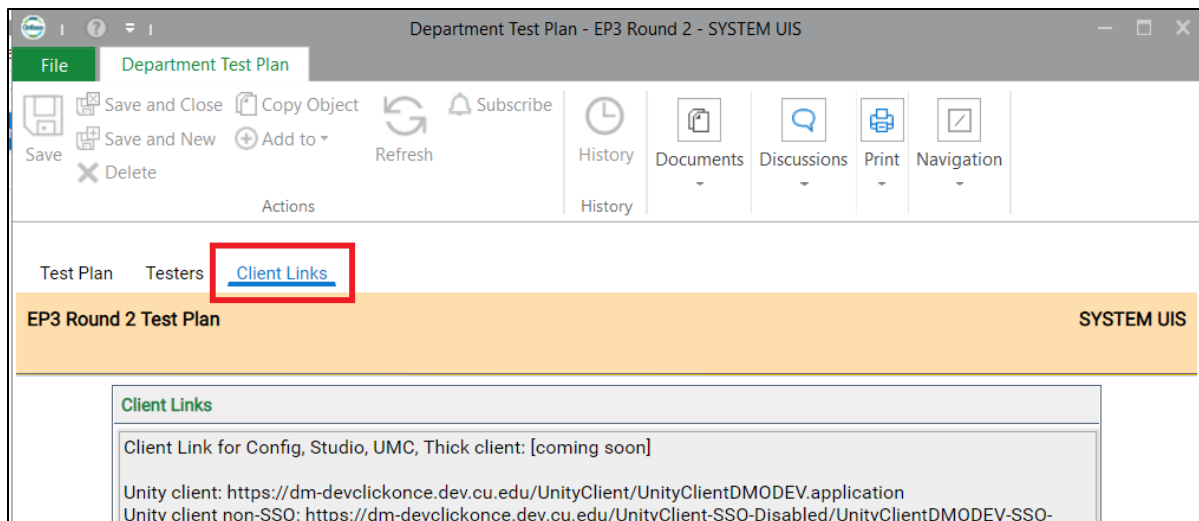 Department Test Plan - EP3 Round 2 - SYSTEM UIS
File Department Test Plan
Save
Save and Close
Save and New
Delete
Copy Object
Add to
Refresh
Subscribe
Actions
History
History
Documents
Discussions
Print
Navigation
Test Plan Testers Client Links
EP3 Round 2 Test Plan SYSTEM UIS
Client Links
Client Link for Config, Studio, UMC, Thick client: [coming soon]
Unity client: https://dm-devclickonce.dev.cu.edu/UnityClient/UnityClientDMODEV.application
Unity client non-SSO: https://dm-devclickonce.dev.cu.edu/UnityClient-SSO-Disabled/UnityClientDMODEV-SSO-